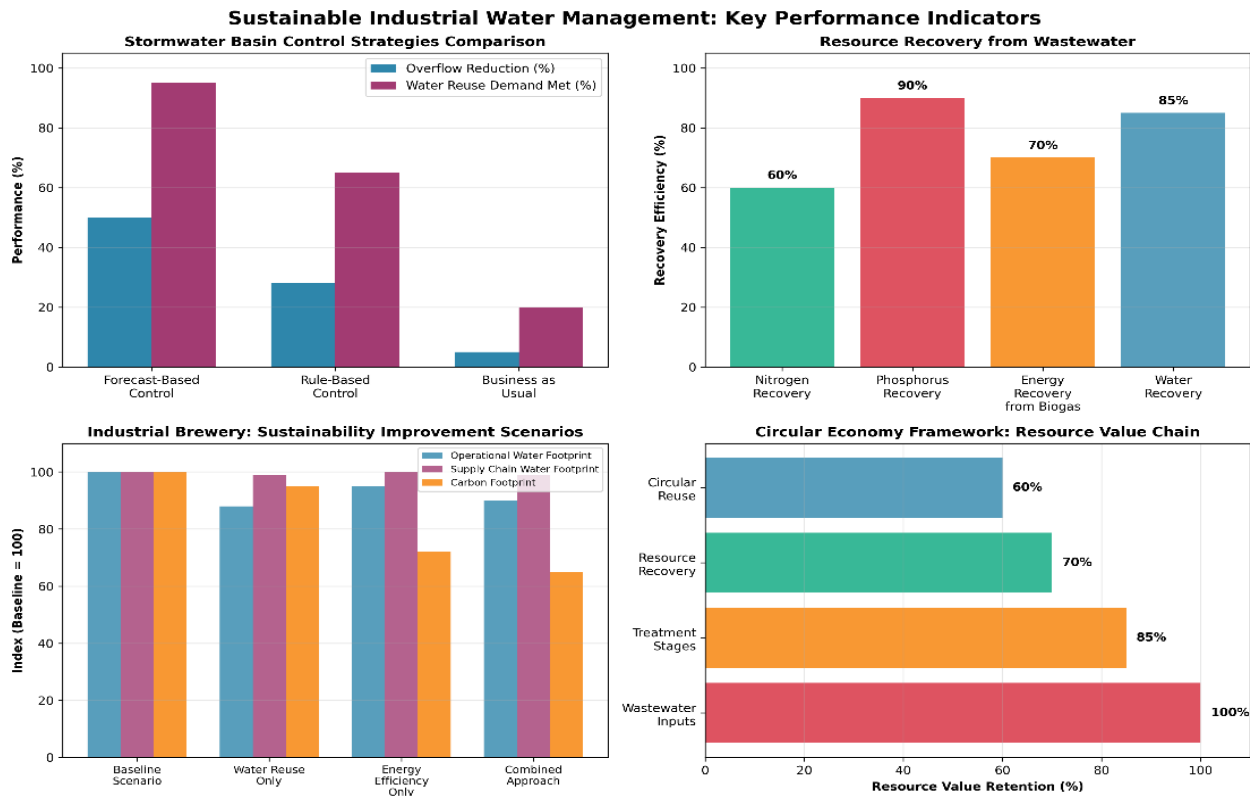 Sustainable Industrial Water Management: Key Performance Indicators
Stormwater Basin Control Strategies Comparison
Performance (%)
100
80
60
40
20
0
Overflow Reduction (%)
Water Reuse Demand Met (%)
Forecast-Based
Control
Rule-Based
Control
Business as
Usual
Resource Recovery from Wastewater
Recovery Efficiency (%)
100
80
60
40
20
0
60%
90%
70%
85%
Nitrogen
Recovery
Phosphorus
Recovery
Energy
Recovery
from Biogas
Water
Recovery
Industrial Brewery: Sustainability Improvement Scenarios
Index (Baseline = 100)
100
80
60
40
20
0
Operational Water Footprint
Supply Chain Water Footprint
Carbon Footprint
Baseline
Scenario
Water Reuse
Only
Energy
Efficiency
Only
Combined
Approach
Circular Economy Framework: Resource Value Chain
Circular
Reuse
60%
Resource
Recovery
70%
Treatment
Stages
85%
Wastewater
Inputs
100%
0
20
40
60
80
100
Resource Value Retention (%)